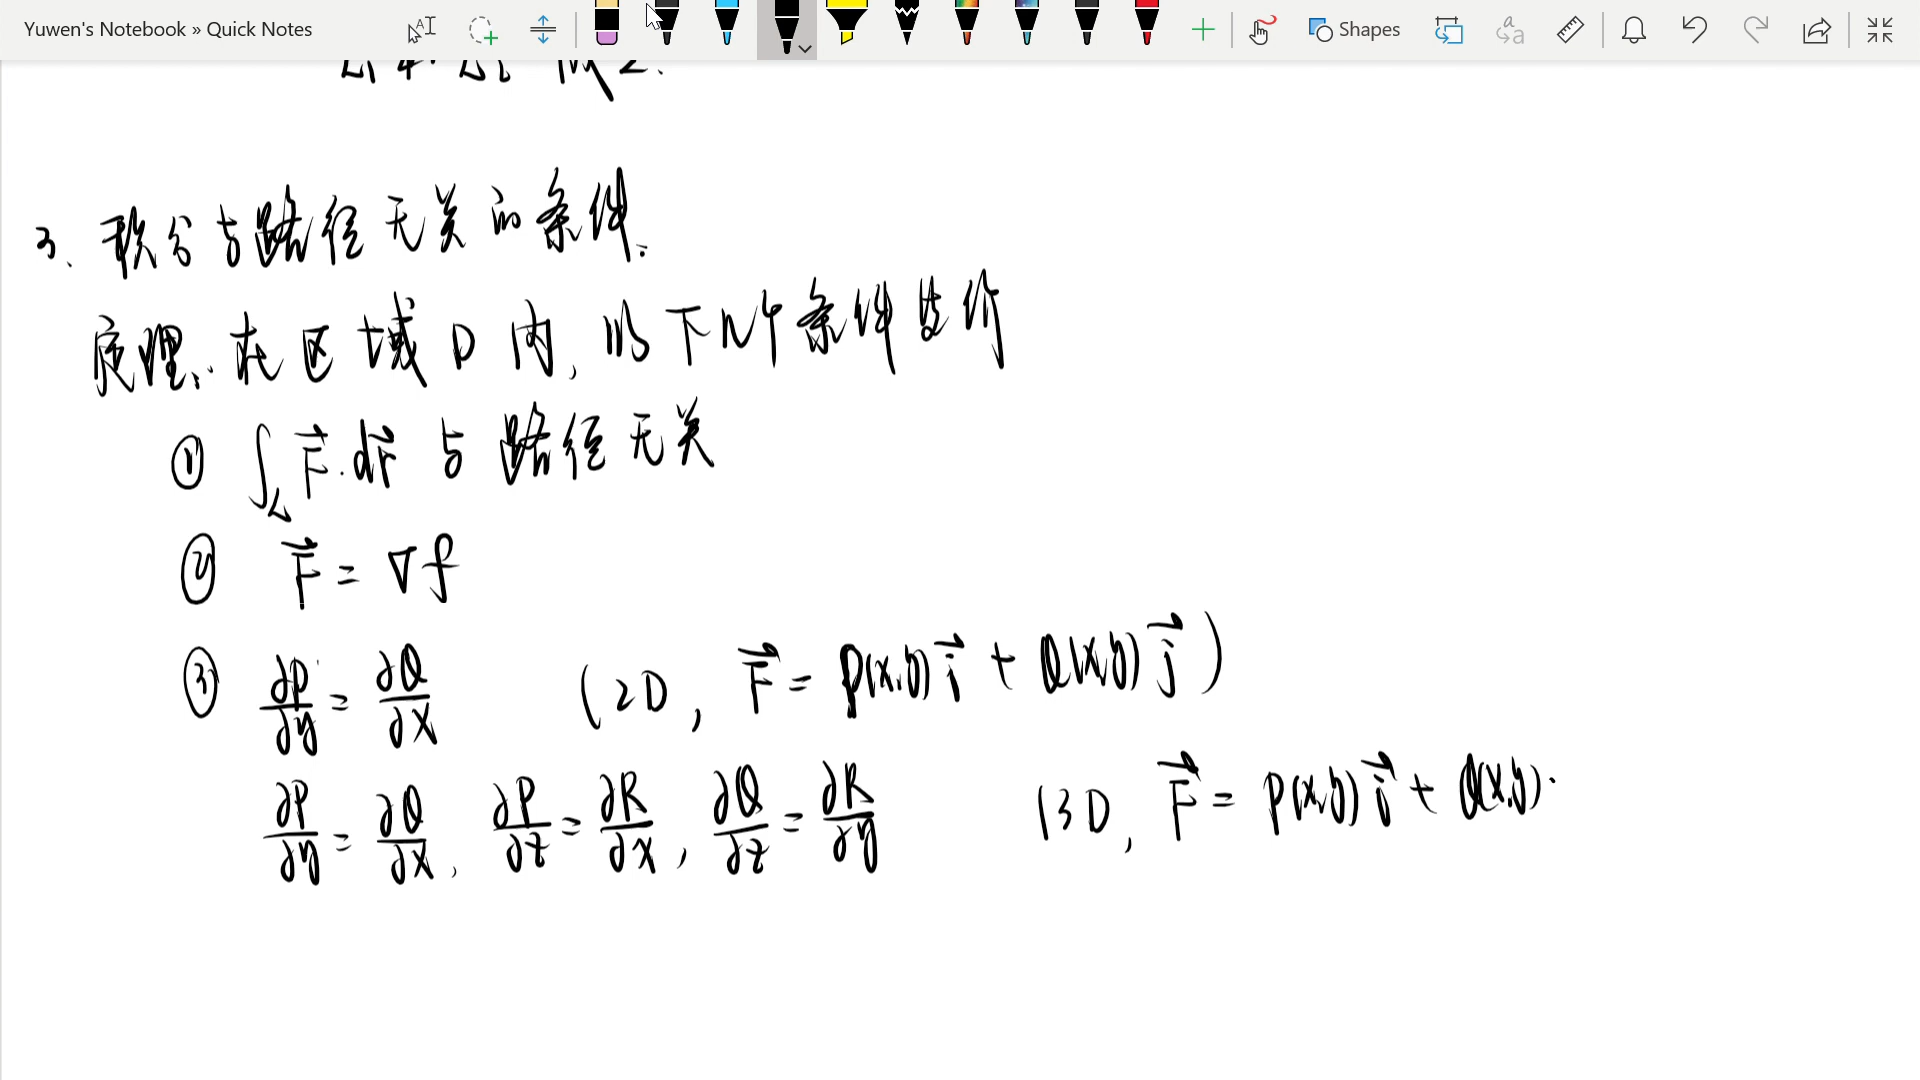 Yuwen's Notebook » Quick Notes
Shapes
3、积分与路径无关的条件.
原理: 在区域D内, 以下几个条件等价
① ∫_L F⃗·dr⃗ 与路径无关
② F⃗ = ∇f
③ ∂P/∂y = ∂Q/∂x (2D, F⃗ = P(x,y) i⃗ + Q(x,y) j⃗)
∂P/∂y = ∂Q/∂x, ∂P/∂z = ∂R/∂x, ∂Q/∂z = ∂R/∂y (3D, F⃗ = P(x,y) i⃗ + Q(x,y)·